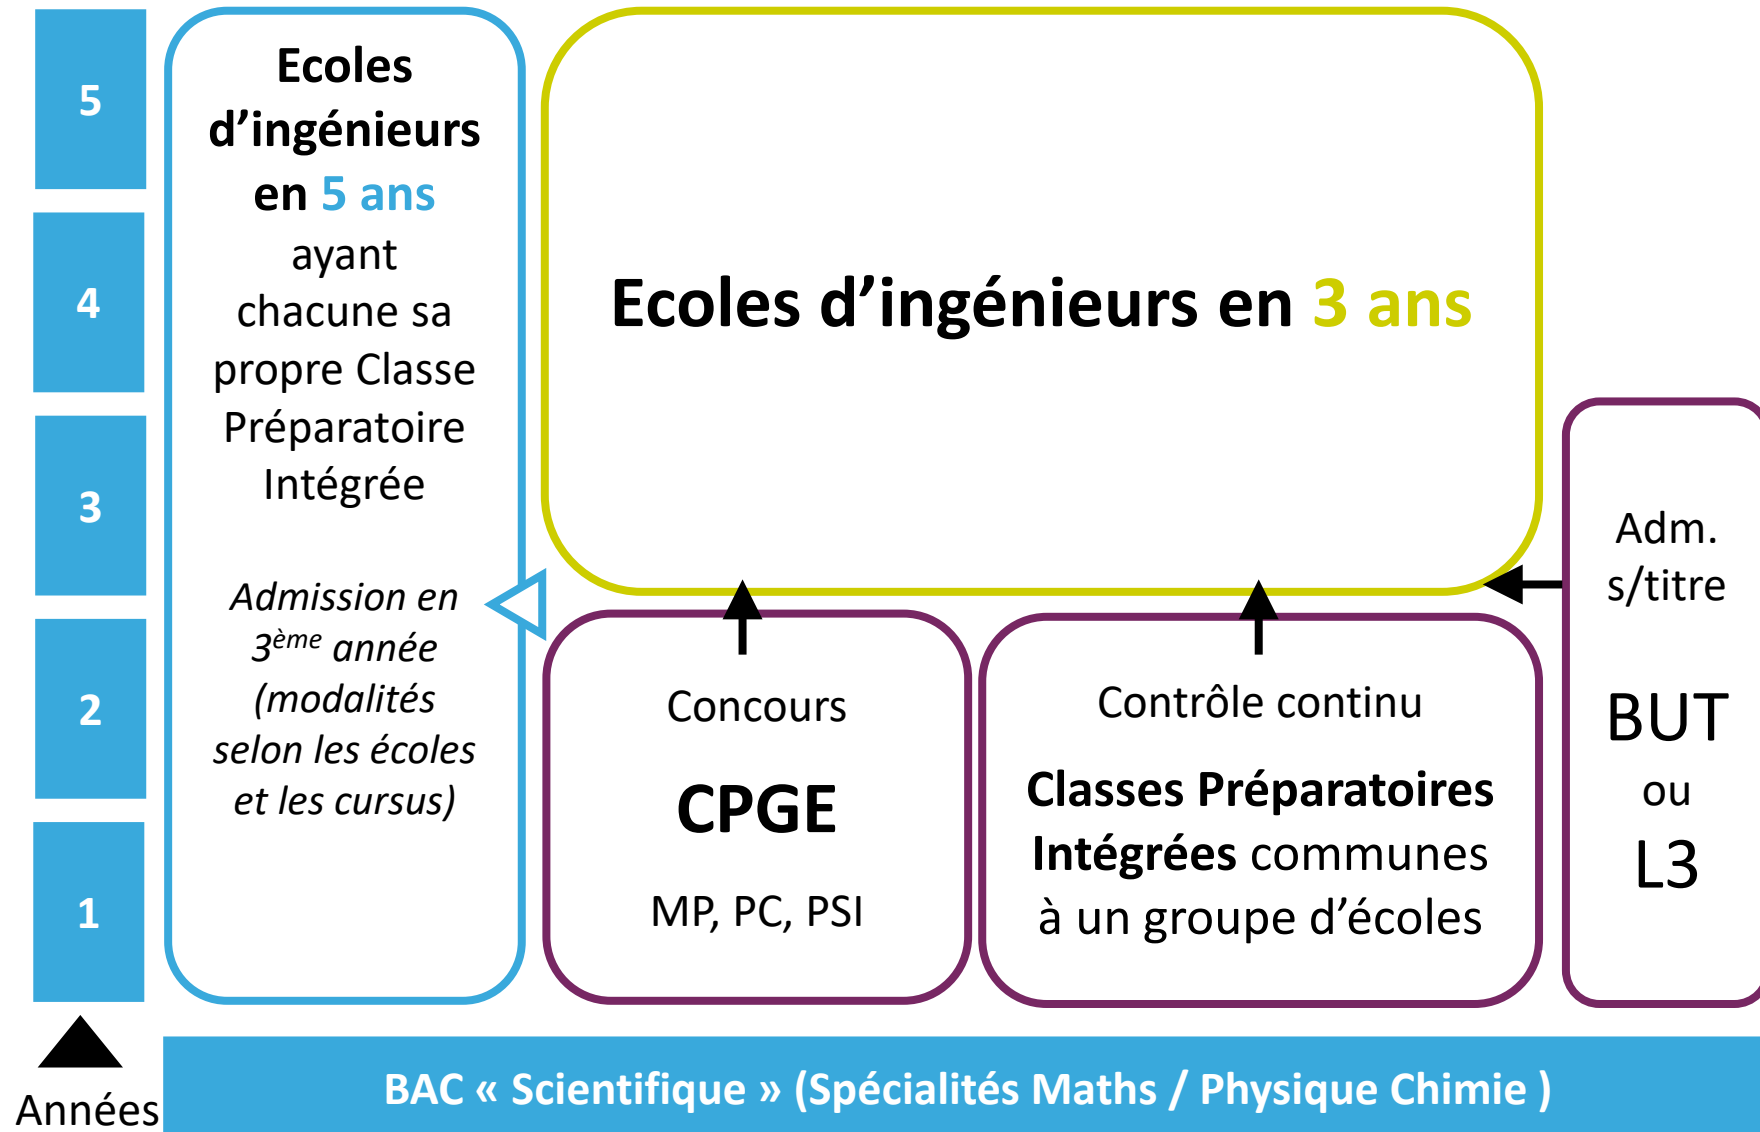 5
4
3
2
1
Années
Ecoles
d’ingénieurs
en 5 ans
ayant
chacune sa
propre Classe
Préparatoire
Intégrée
Admission en
3ème année
(modalités
selon les écoles
et les cursus)
Ecoles d’ingénieurs en 3 ans
Concours
CPGE
MP, PC, PSI
Contrôle continu
Classes Préparatoires
Intégrées communes
à un groupe d’écoles
Adm.
s/titre
BUT
ou
L3
BAC « Scientifique » (Spécialités Maths / Physique Chimie )